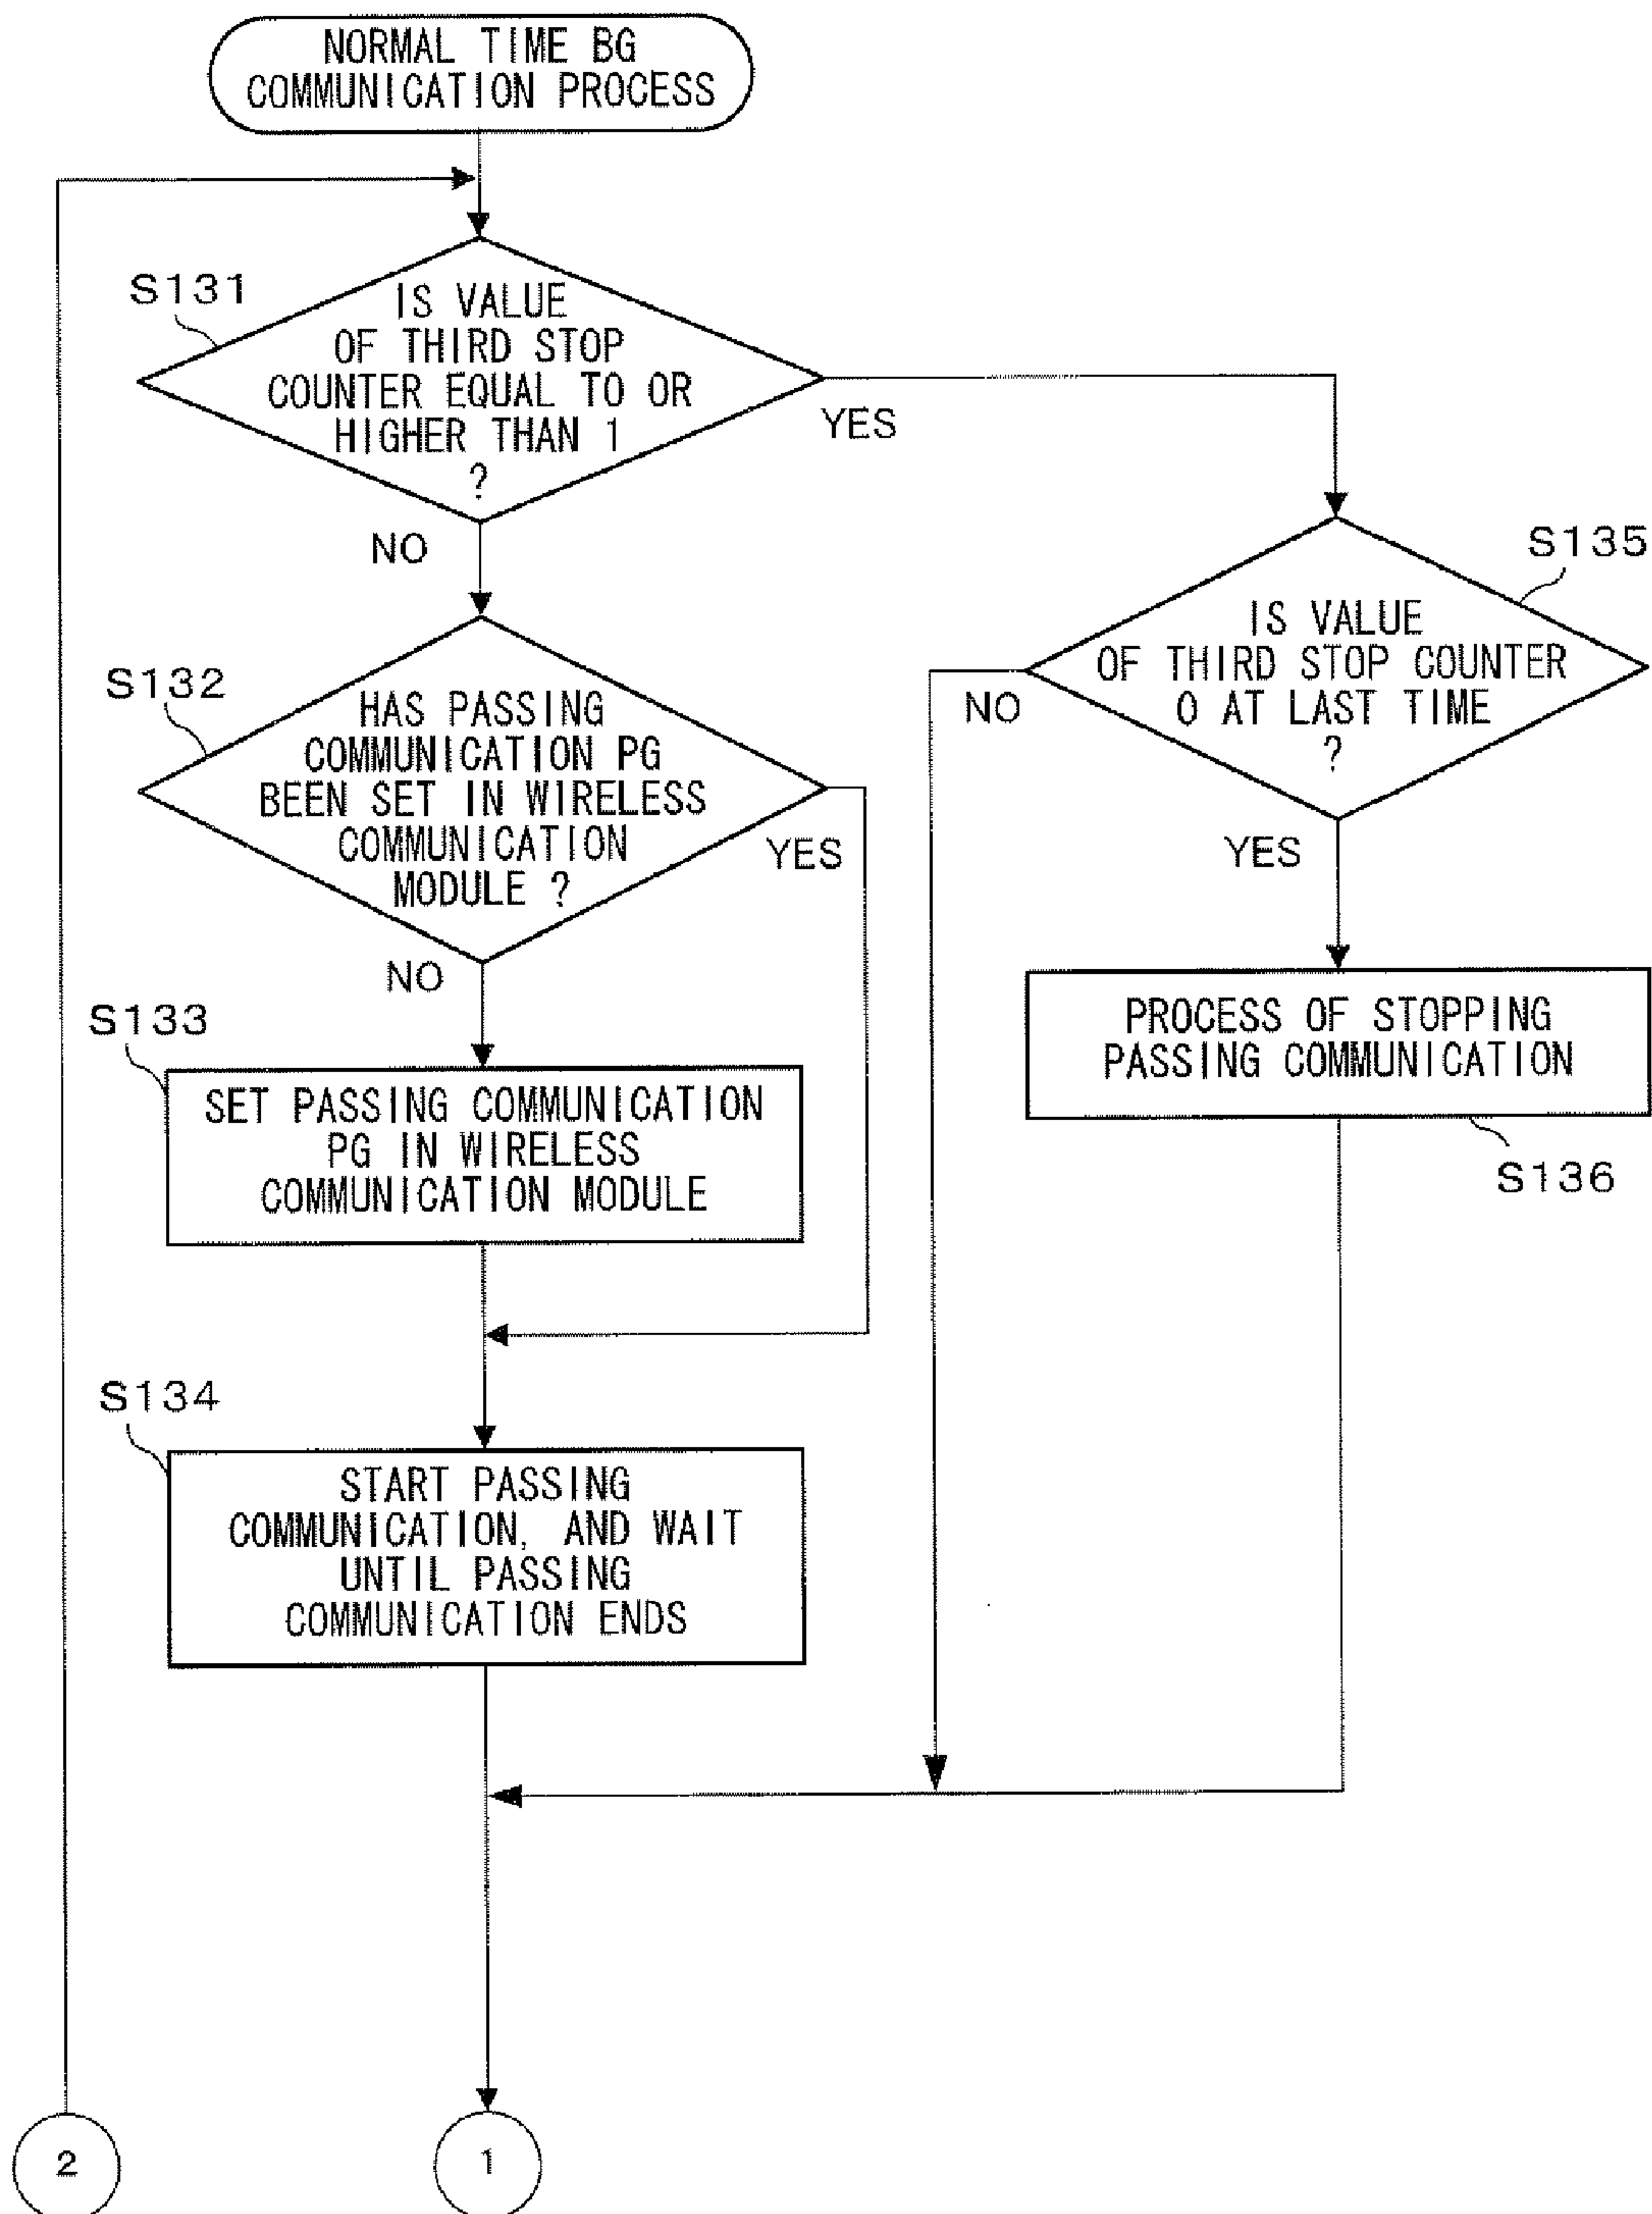 NORMAL TIME BG
COMMUNICATION PROCESS
S131
IS VALUE
OF THIRD STOP
COUNTER EQUAL TO OR
HIGHER THAN 1
?
YES
NO
S135
IS VALUE
OF THIRD STOP COUNTER
0 AT LAST TIME
?
NO
YES
S132
HAS PASSING
COMMUNICATION PG
BEEN SET IN WIRELESS
COMMUNICATION
MODULE ?
YES
NO
PROCESS OF STOPPING
PASSING COMMUNICATION
S136
S133
SET PASSING COMMUNICATION
PG IN WIRELESS
COMMUNICATION MODULE
S134
START PASSING
COMMUNICATION, AND WAIT
UNTIL PASSING
COMMUNICATION ENDS
2
1